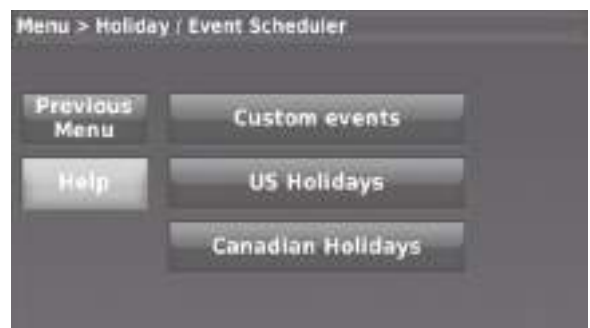 Menu > Holiday / Event Scheduler
Previous
Menu
Custom events
Help
US Holidays
Canadian Holidays